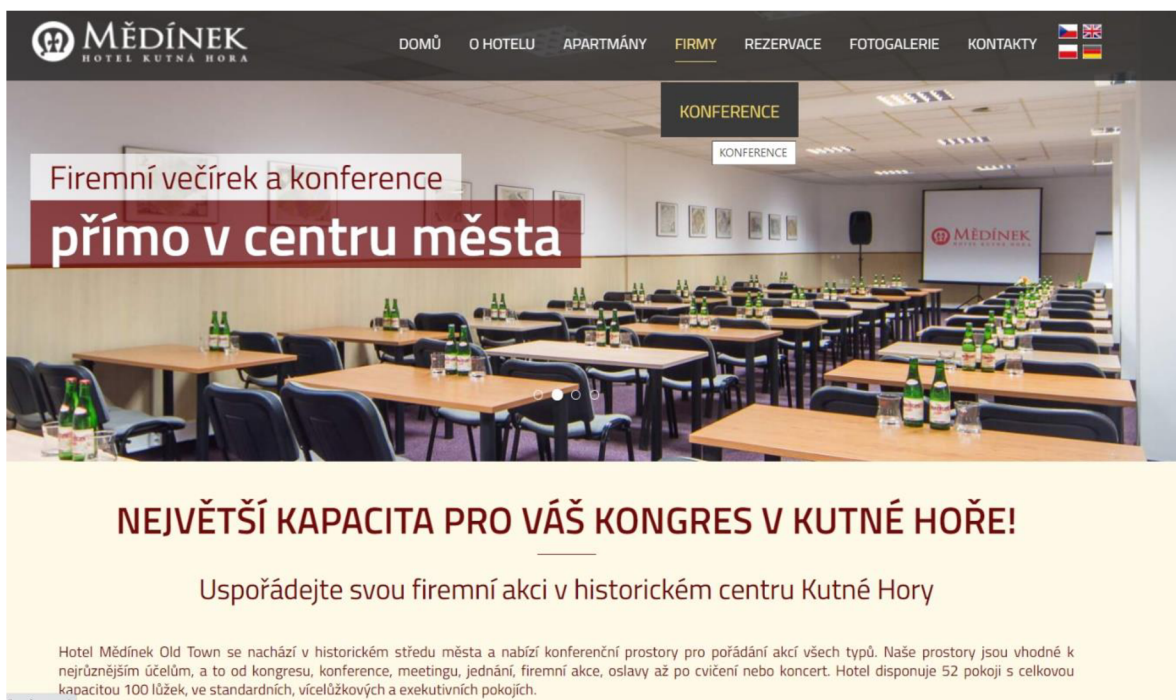 MĚDÍNEK
HOTEL KUTNÁ HORA
DOMŮ O HOTELU APARTMÁNY FIRMY REZERVACE FOTOGALERIE KONTAKTY
KONFERENCE
KONFERENCE
Firemní večírek a konference
přímo v centru města
MĚDÍNEK
HOTEL KUTNÁ HORA
NEJVĚTŠÍ KAPACITA PRO VÁŠ KONGRES V KUTNÉ HOŘE!
Uspořádejte svou firemní akci v historickém centru Kutné Hory
Hotel Mědínek Old Town se nachází v historickém středu města a nabízí konferenční prostory pro pořádání akcí všech typů. Naše prostory jsou vhodné k
nejrůznějším účelům, a to od kongresu, konference, meetingu, jednání, firemní akce, oslavy až po cvičení nebo koncert. Hotel disponuje 52 pokoji s celkovou
kapacitou 100 lůžek, ve standardních, vícelůžkových a exekutivních pokojích.